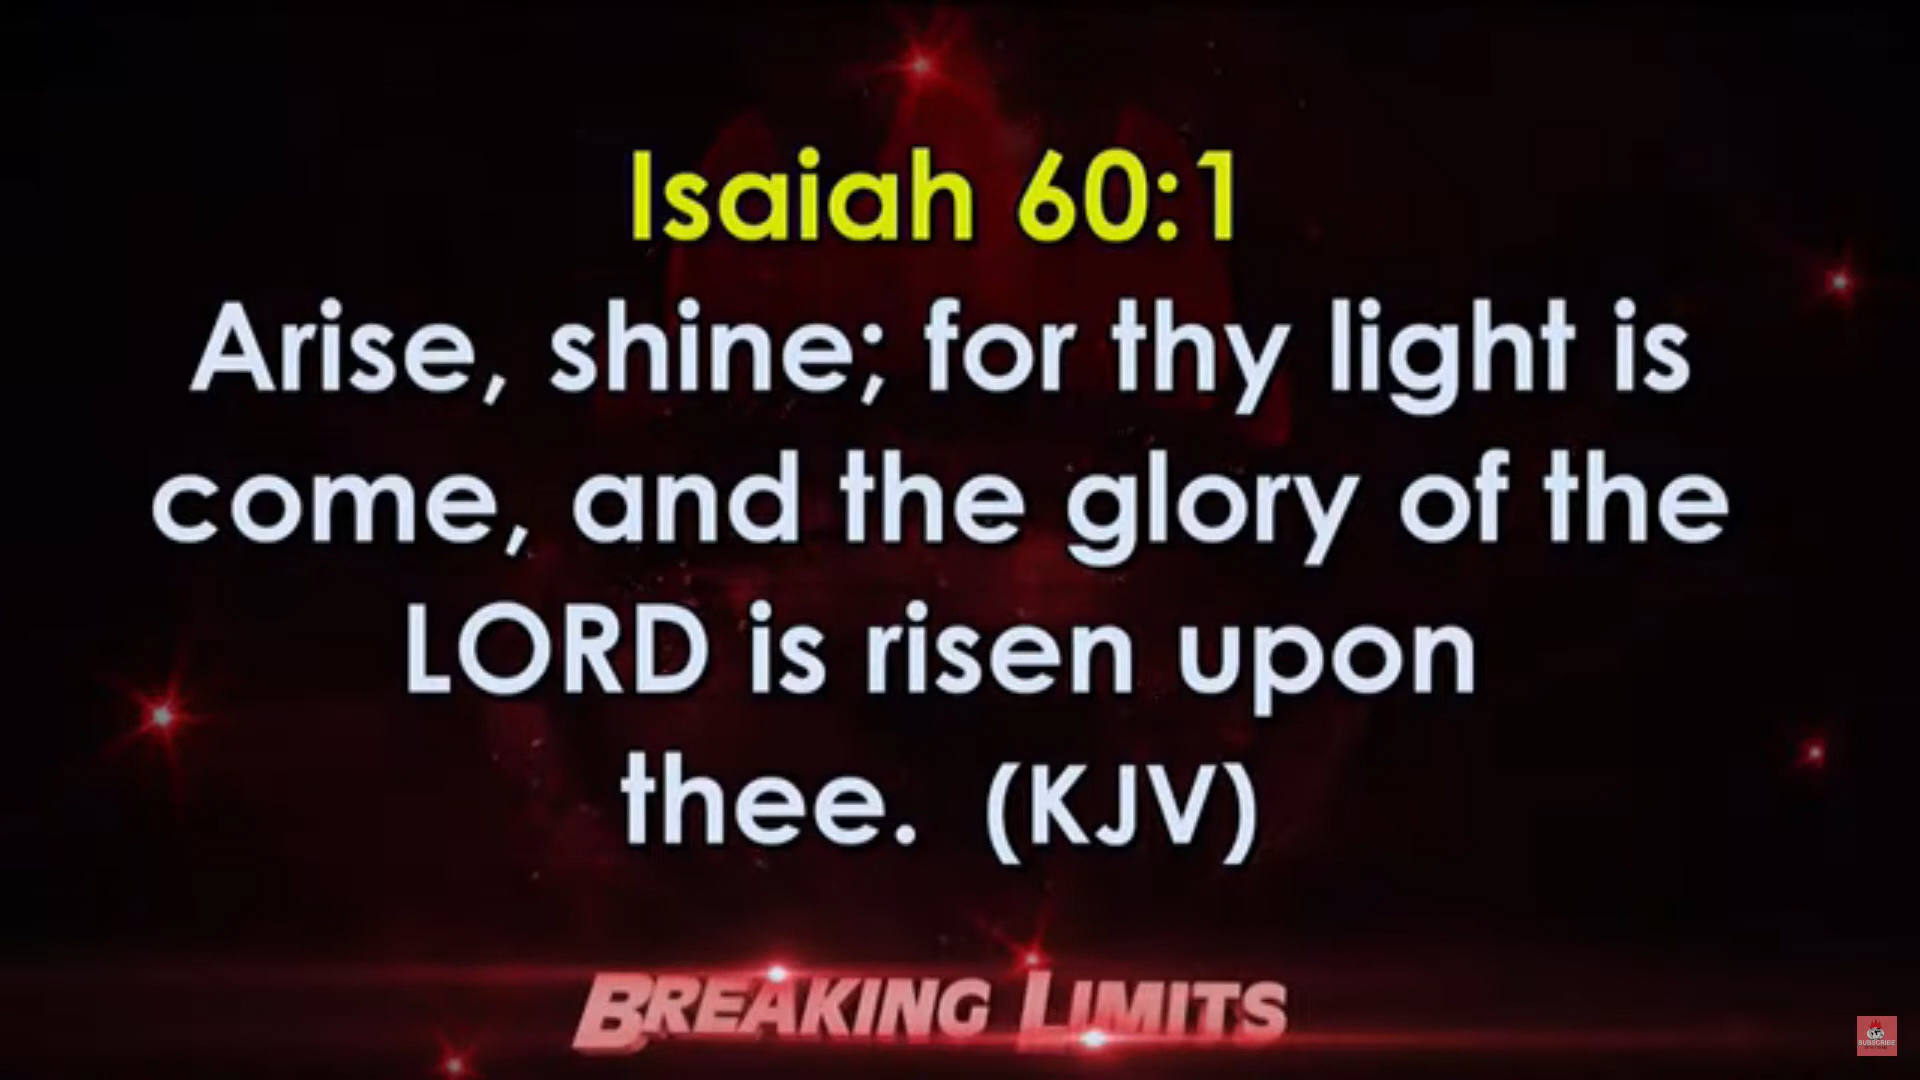 Isaiah 60:1
Arise, shine; for thy light is
come, and the glory of the
LORD is risen upon
thee. (KJV)
BREAKING LIMITS
SUBSCRIBE